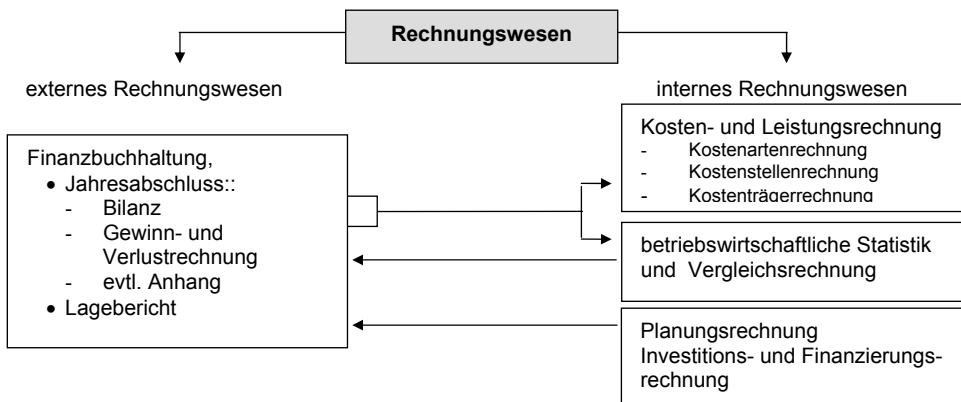 Rechnungswesen
externes Rechnungswesen
Finanzbuchhaltung,
• Jahresabschluss::
- Bilanz
- Gewinn- und
Verlustrechnung
- evtl. Anhang
• Lagebericht
internes Rechnungswesen
Kosten- und Leistungsrechnung
- Kostenartenrechnung
- Kostenstellenrechnung
- Kostenträgerrechnung
betriebswirtschaftliche Statistik
und Vergleichsrechnung
Planungsrechnung
Investitions- und Finanzierungs-
rechnung